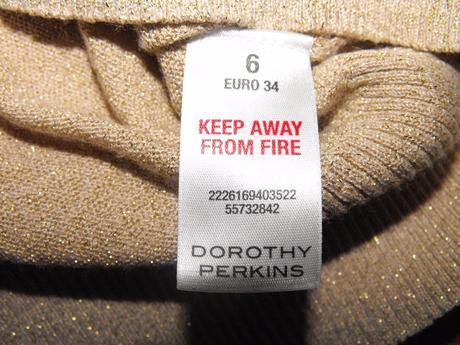 6
EURO 34
KEEP AWAY
FROM FIRE
2226169403522
55732842
DOROTHY
PERKINS